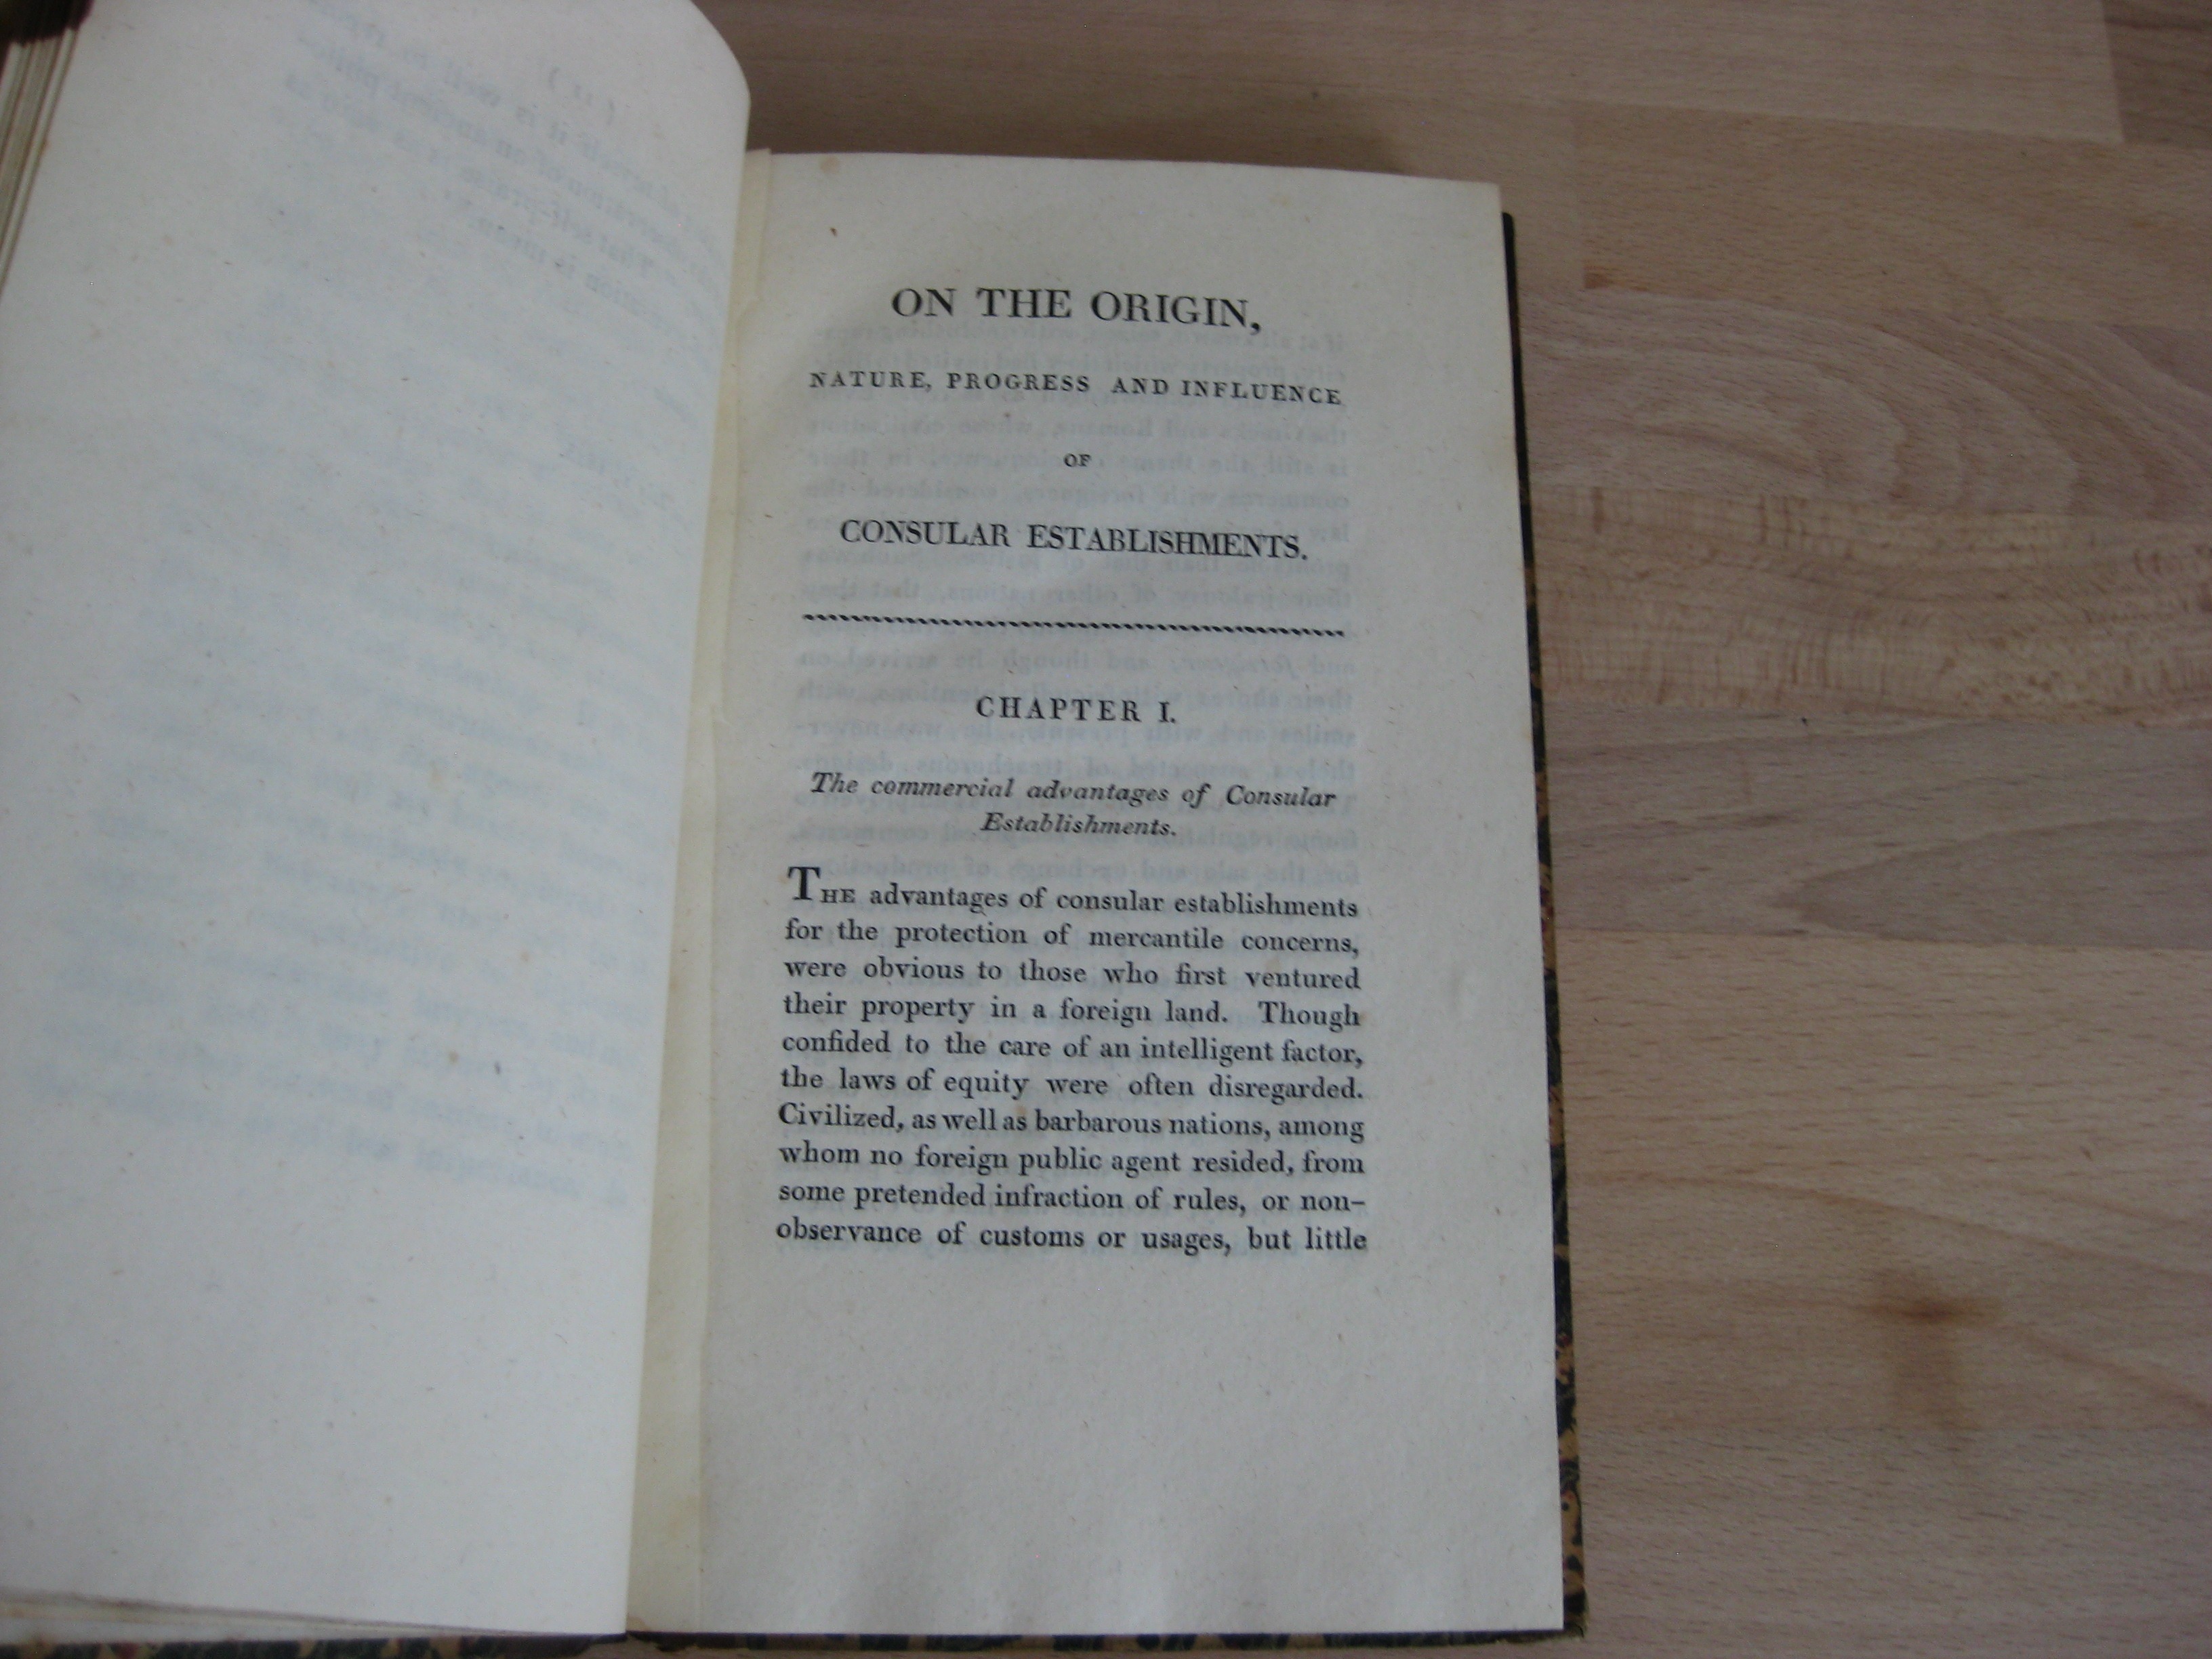 ON THE ORIGIN,
NATURE, PROGRESS AND INFLUENCE
OF
CONSULAR ESTABLISHMENTS.
CHAPTER I.
The commercial advantages of Consular
Establishments.
THE advantages of consular establishments
for the protection of mercantile concerns,
were obvious to those who first ventured
their property in a foreign land. Though
confided to the care of an intelligent factor,
the laws of equity were often disregarded.
Civilized, as well as barbarous nations, among
whom no foreign public agent resided, from
some pretended infraction of rules, or non-
observance of customs or usages, but little